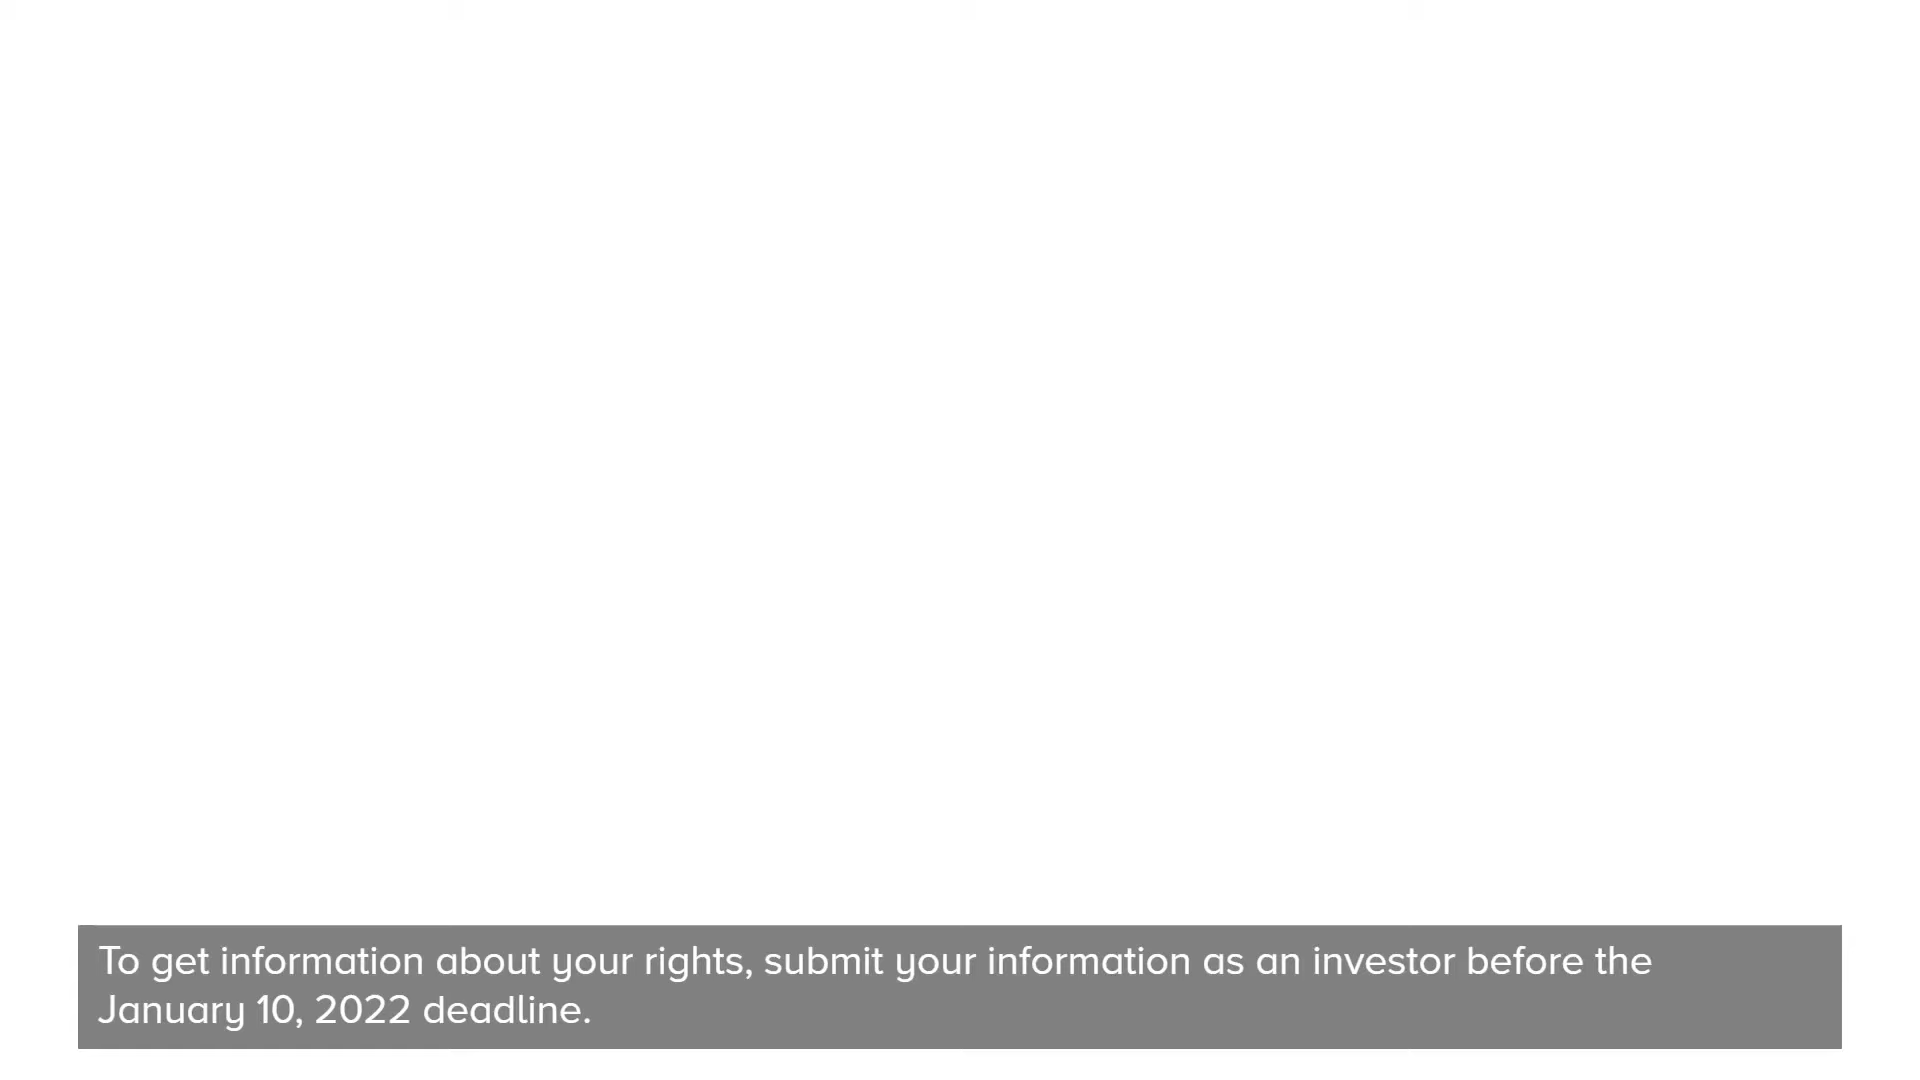 To get information about your rights, submit your information as an investor before the
January 10, 2022 deadline.